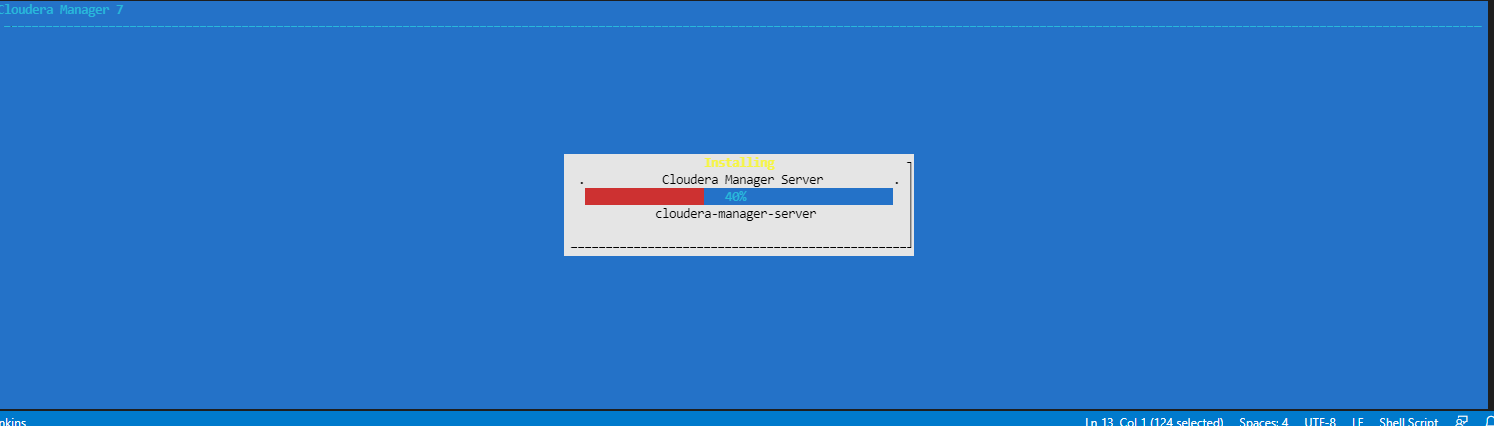 Cloudera Manager 7
Installing
. Cloudera Manager Server .
40%
cloudera-manager-server
nkins Ln 13, Col 1 (124 selected) Spaces: 4 UTF-8 LF Shell Script